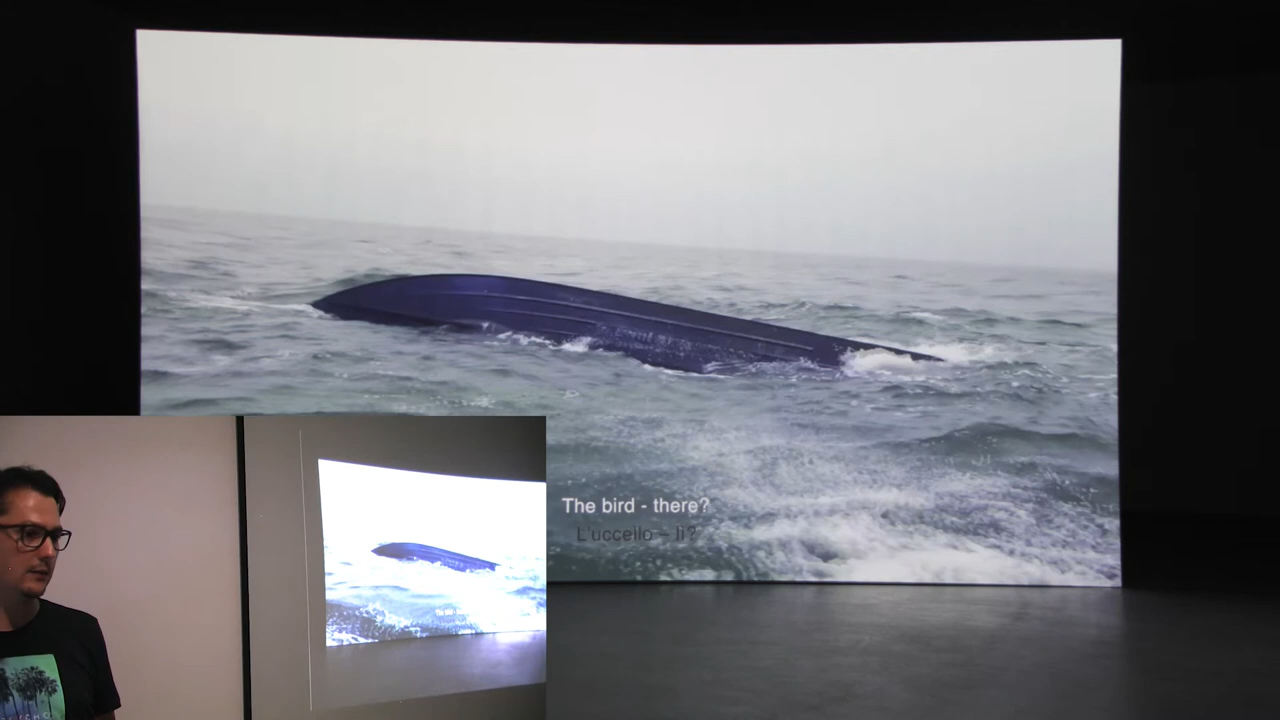 The bird - there?
L'uccello – lì?